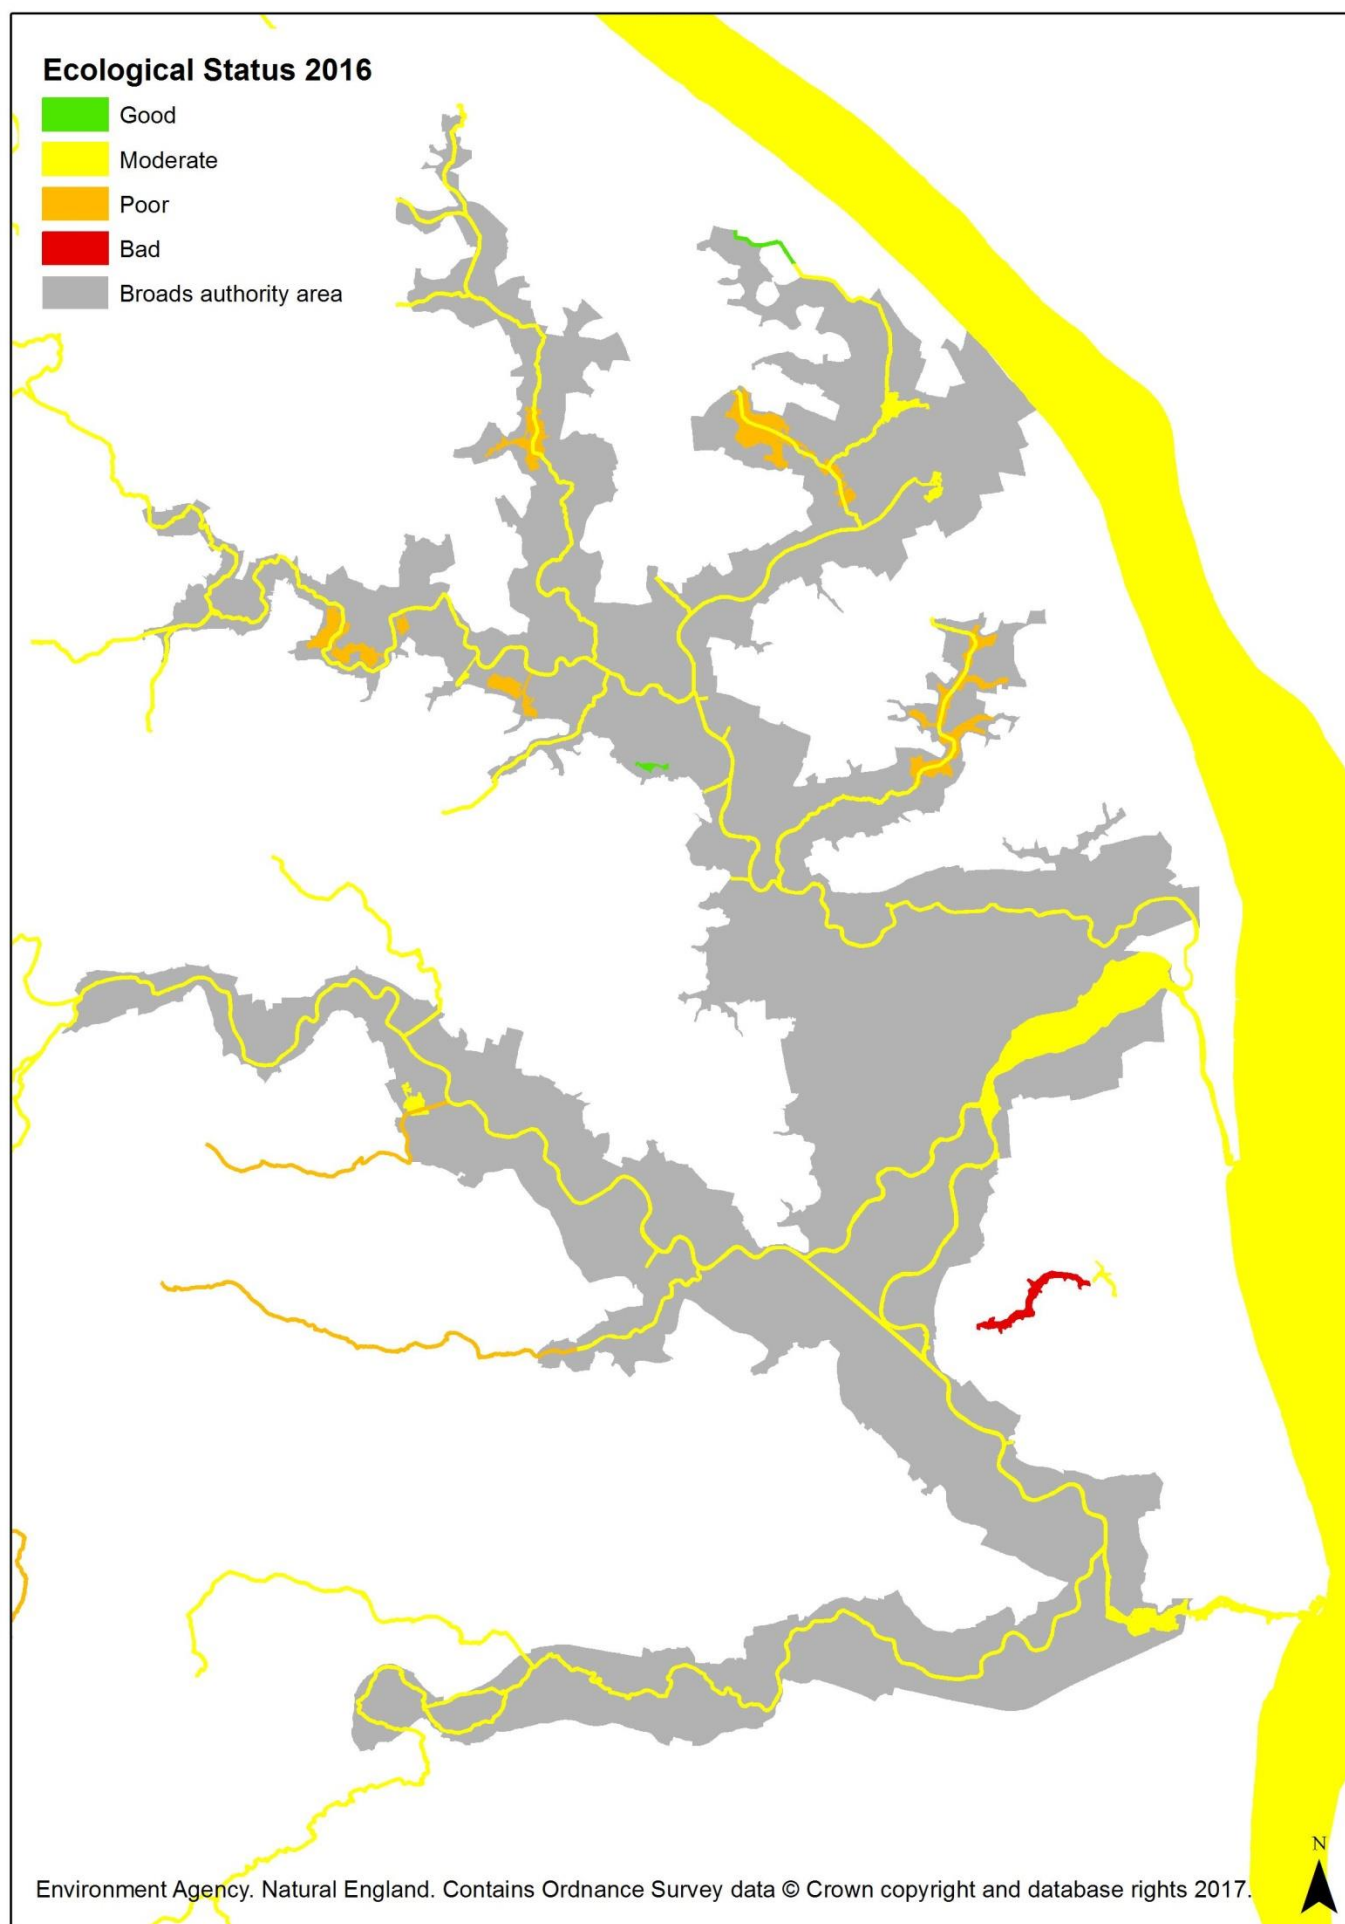 Ecological Status 2016
Good
Moderate
Poor
Bad
Broads authority area
N
Environment Agency. Natural England. Contains Ordnance Survey data © Crown copyright and database rights 2017.